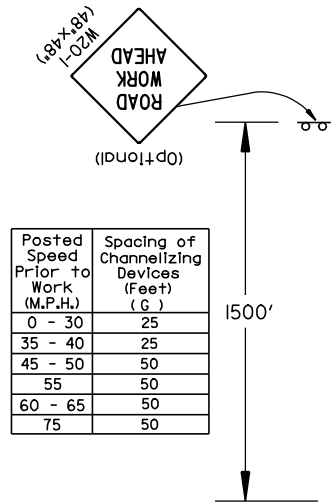 W20-1
(48"x48")
ROAD
WORK
AHEAD
(Optional)
Posted
Speed
Prior to
Work
(M.P.H.)
Spacing of
Channelizing
Devices
(Feet)
( G )
0 - 30 25
35 - 40 25
45 - 50 50
55 50
60 - 65 50
75 50
1500'